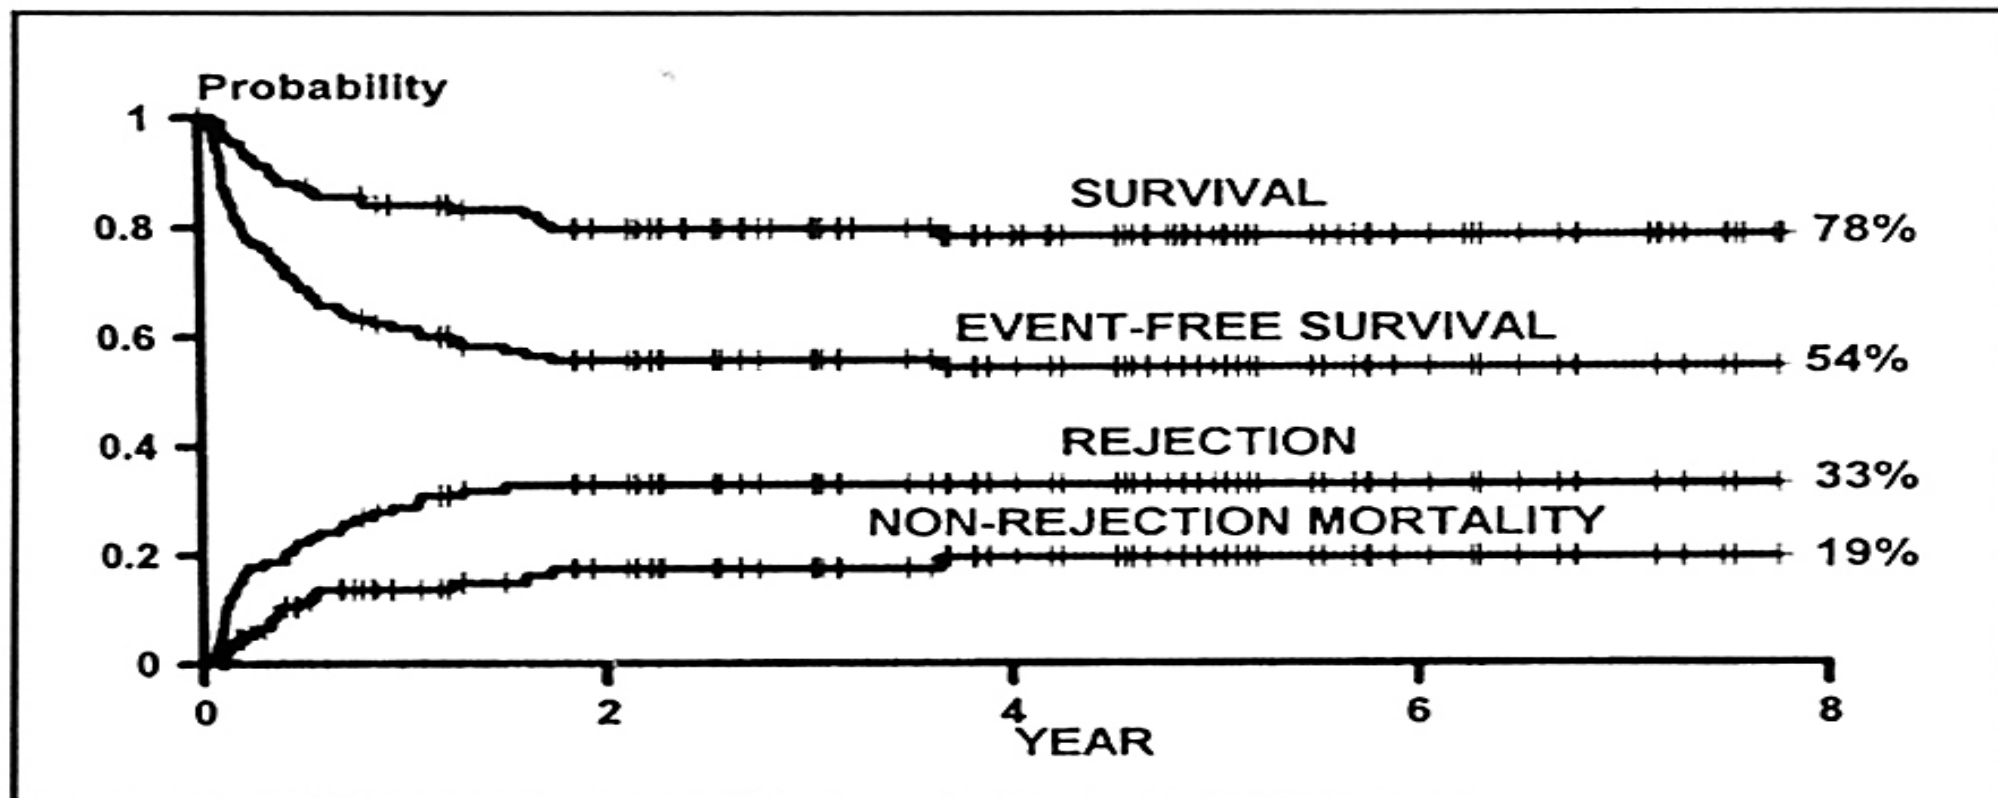 Probability
1
SURVIVAL
0.8
78%
EVENT-FREE SURVIVAL
0.6
54%
REJECTION
0.4
33%
NON-REJECTION MORTALITY
0.2
19%
0
0 2 4 6 8
YEAR